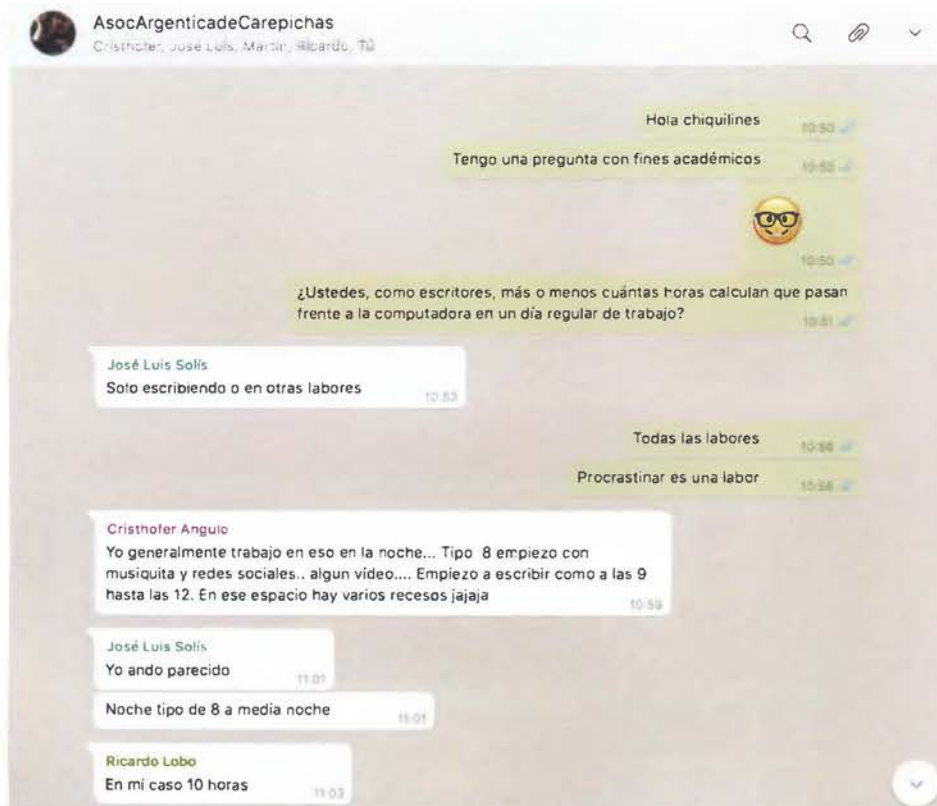 AsocArgenticadeCarepichas
Cristhofer, José Luis, Martín, Ricardo, Tú
Hola chiquilines
10:50
Tengo una pregunta con fines académicos
10:50
10:50
¿Ustedes, como escritores, más o menos cuántas horas calculan que pasan
frente a la computadora en un día regular de trabajo?
10:51
José Luis Solís
Solo escribiendo o en otras labores
10:53
Todas las labores
10:58
Procrastinar es una labor
10:58
Cristhofer Angulo
Yo generalmente trabajo en eso en la noche... Tipo 8 empiezo con
musiquita y redes sociales.. algun vídeo.... Empiezo a escribir como a las 9
hasta las 12. En ese espacio hay varios recesos jajaja
10:59
José Luis Solís
Yo ando parecido
11:01
Noche tipo de 8 a media noche
11:01
Ricardo Lobo
En mi caso 10 horas
11:03